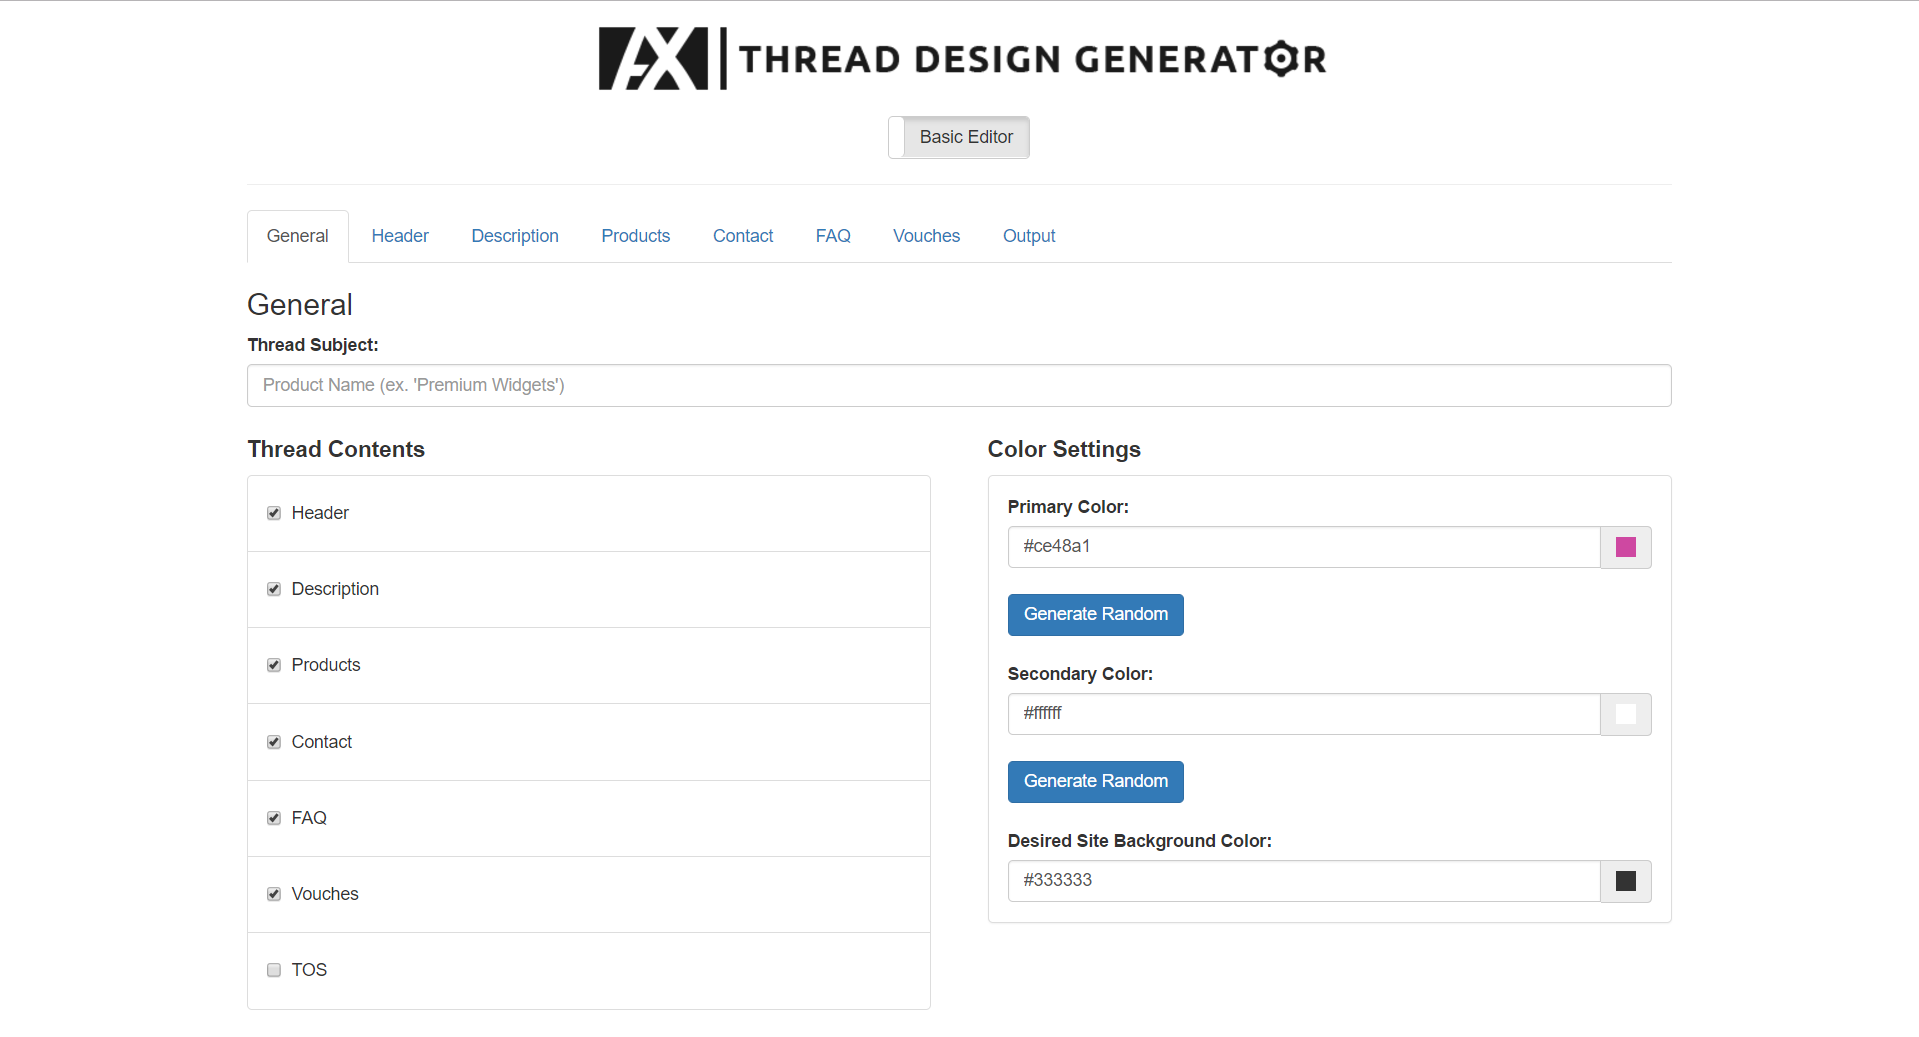 AX | THREAD DESIGN GENERATOR
Basic Editor
General Header Description Products Contact FAQ Vouches Output
General
Thread Subject:
Product Name (ex. 'Premium Widgets')
Thread Contents
Header
Description
Products
Contact
FAQ
Vouches
TOS
Color Settings
Primary Color:
#ce48a1
Generate Random
Secondary Color:
#ffffff
Generate Random
Desired Site Background Color:
#333333